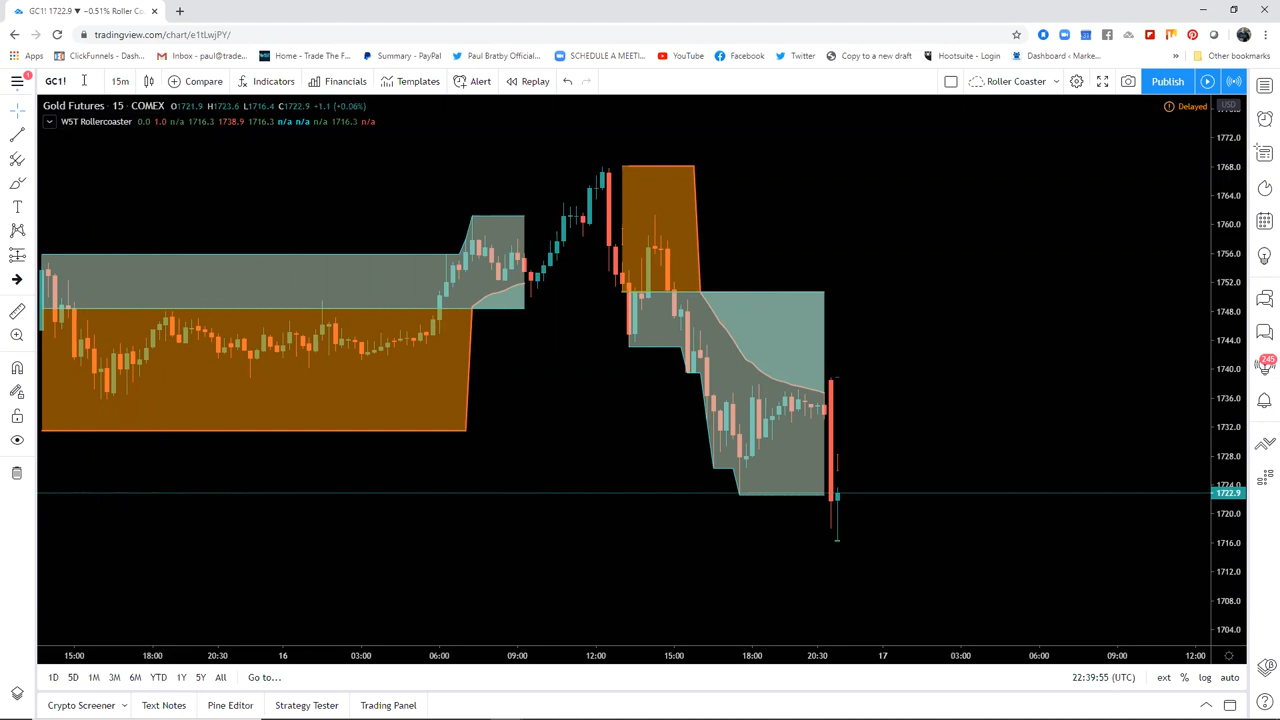 GC1! 1722.9 ▼ −0.51% Roller Co
tradingview.com/chart/e1tLwjPY/
Apps ClickFunnels - Dash... Inbox - paul@trade... Home - Trade The F... Summary - PayPal Paul Bratby Official... SCHEDULE A MEETI... YouTube Facebook Twitter Copy to a new draft Hootsuite - Login Dashboard ‹ Marke... » Other bookmarks
1
GC1! 15m Compare Indicators Financials Templates Alert Replay Roller Coaster Publish
Gold Futures · 15 · COMEX O1721.9 H1723.6 L1716.4 C1722.9 +1.1 (+0.06%)
Delayed
USD
W5T Rollercoaster 0.0 1.0 n/a 1716.3 1738.9 1716.3 n/a n/a n/a 1716.3 n/a
1772.0
1768.0
1764.0
1760.0
1756.0
1752.0
1748.0
1744.0
1740.0
1736.0
1732.0
1728.0
1724.0
1722.9
1720.0
1716.0
1712.0
1708.0
1704.0
245
15:00 18:00 20:30 16 03:00 06:00 09:00 12:00 15:00 18:00 20:30 17 03:00 06:00 09:00 12:00
1D 5D 1M 3M 6M YTD 1Y 5Y All Go to... 22:39:55 (UTC) ext % log auto
Crypto Screener Text Notes Pine Editor Strategy Tester Trading Panel